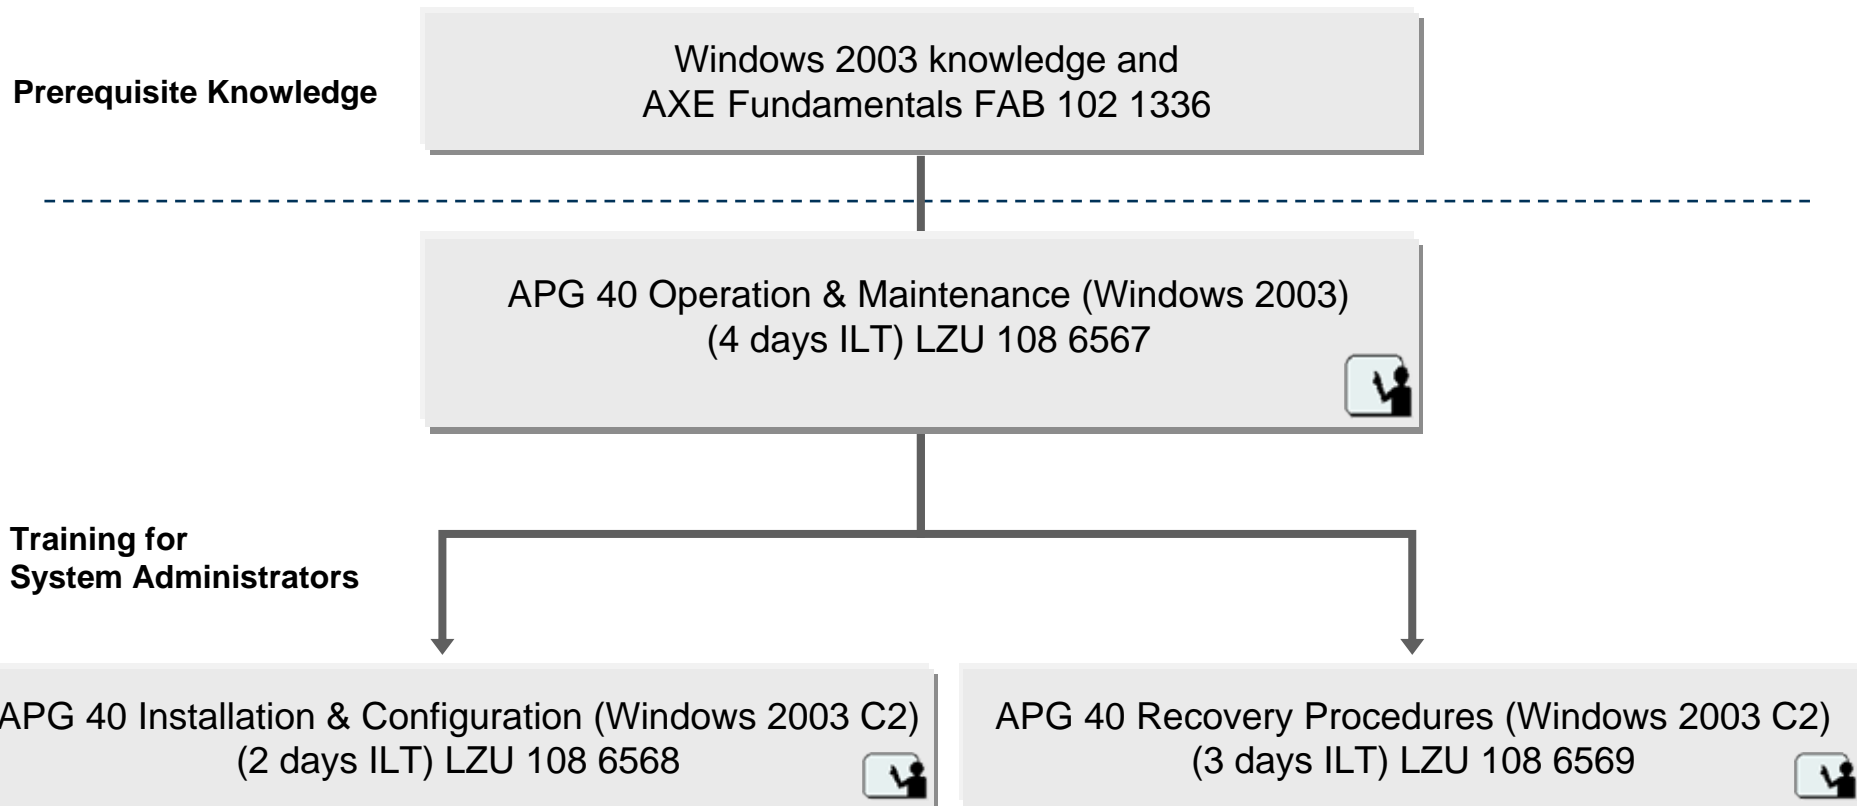 Prerequisite Knowledge
Windows 2003 knowledge and
AXE Fundamentals FAB 102 1336
APG 40 Operation & Maintenance (Windows 2003)
(4 days ILT) LZU 108 6567
Training for
System Administrators
APG 40 Installation & Configuration (Windows 2003 C2)
(2 days ILT) LZU 108 6568
APG 40 Recovery Procedures (Windows 2003 C2)
(3 days ILT) LZU 108 6569